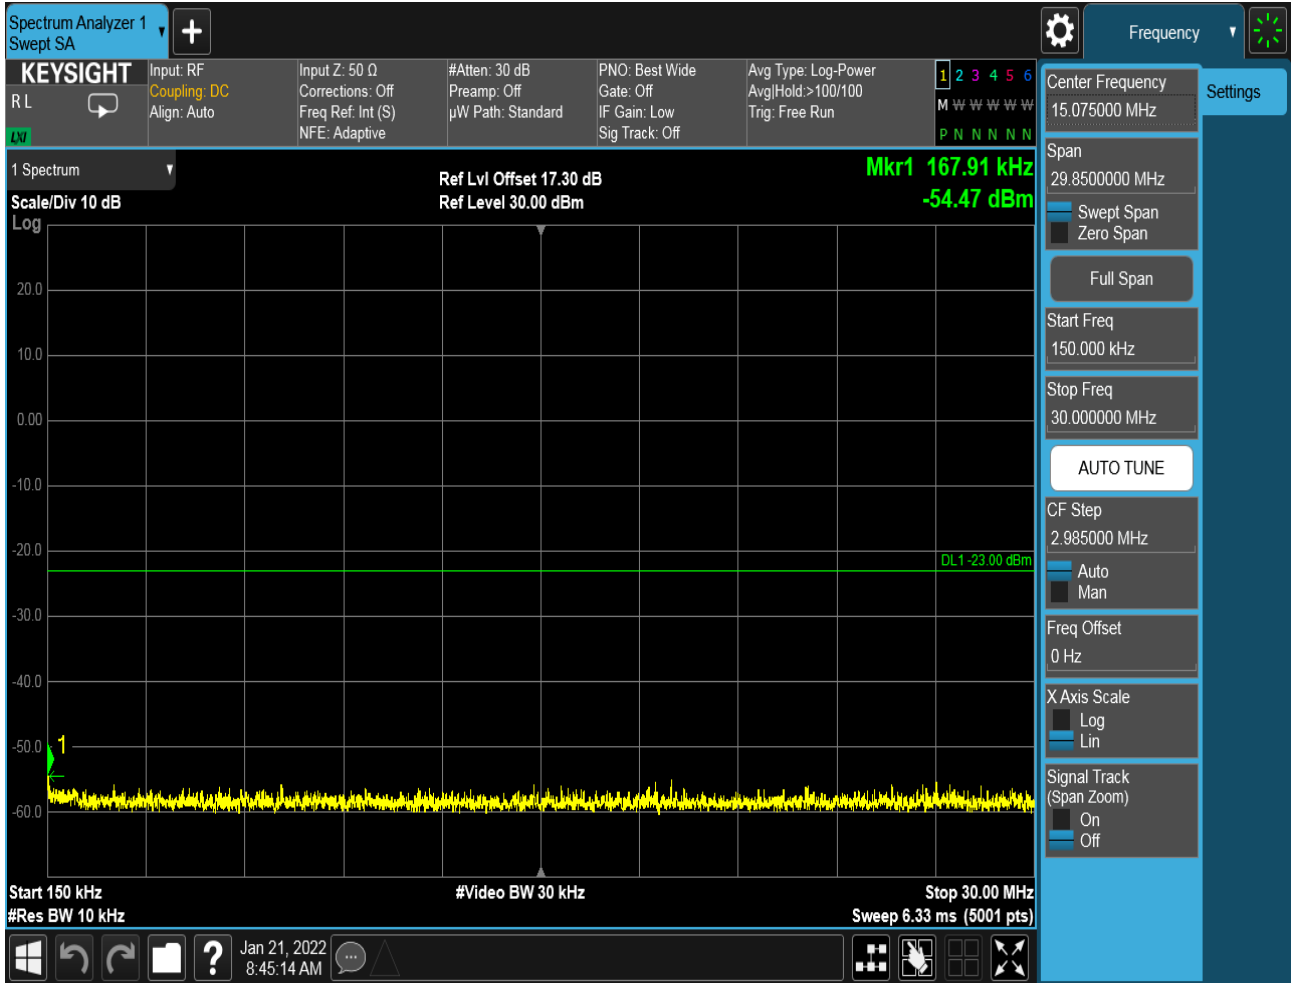 Spectrum Analyzer 1
Swept SA
Frequency
KEYSIGHT
R L
LXI
Input: RF
Coupling: DC
Align: Auto
Input Z: 50 Ω
Corrections: Off
Freq Ref: Int (S)
NFE: Adaptive
#Atten: 30 dB
Preamp: Off
µW Path: Standard
PNO: Best Wide
Gate: Off
IF Gain: Low
Sig Track: Off
Avg Type: Log-Power
Avg|Hold:>100/100
Trig: Free Run
1 2 3 4 5 6
M W W W W W
P N N N N N
1 Spectrum
Scale/Div 10 dB
Log
Ref Lvl Offset 17.30 dB
Ref Level 30.00 dBm
Mkr1 167.91 kHz
-54.47 dBm
20.0
10.0
0.00
-10.0
-20.0
DL1 -23.00 dBm
-30.0
-40.0
-50.0
1
-60.0
Start 150 kHz
#Video BW 30 kHz
Stop 30.00 MHz
#Res BW 10 kHz
Sweep 6.33 ms (5001 pts)
Center Frequency
15.075000 MHz
Settings
Span
29.8500000 MHz
Swept Span
Zero Span
Full Span
Start Freq
150.000 kHz
Stop Freq
30.000000 MHz
AUTO TUNE
CF Step
2.985000 MHz
Auto
Man
Freq Offset
0 Hz
X Axis Scale
Log
Lin
Signal Track
(Span Zoom)
On
Off
?
Jan 21, 2022
8:45:14 AM